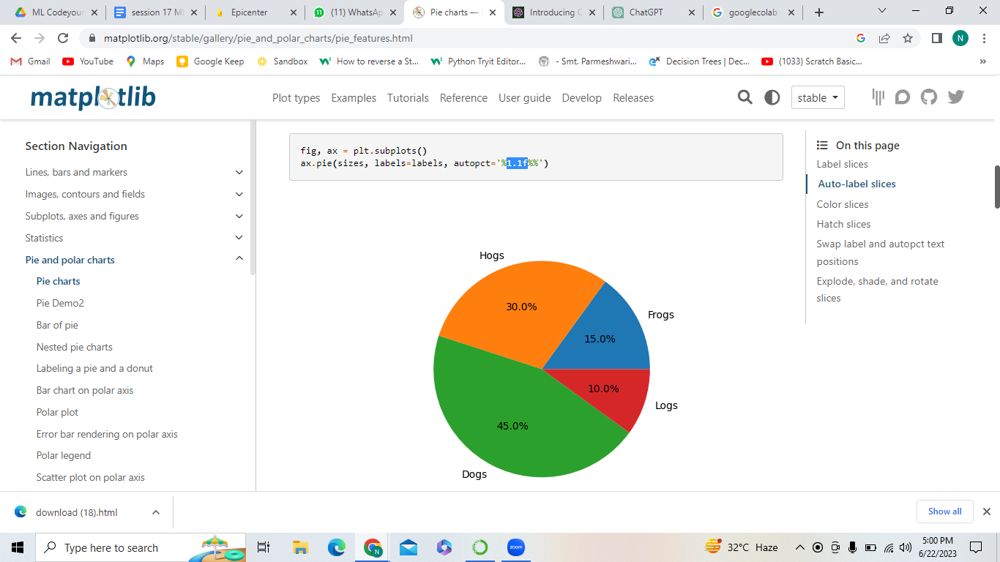 ML Codeyour
session 17 ML
Epicenter
(11) WhatsAp
Pie charts —
Introducing C
ChatGPT
googlecolab -
matplotlib.org/stable/gallery/pie_and_polar_charts/pie_features.html
N
Gmail
YouTube
Maps
Google Keep
Sandbox
How to reverse a St...
Python Tryit Editor...
- Smt. Parmeshwari...
Decision Trees | Dec...
(1033) Scratch Basic...
»
matplotlib
Plot types
Examples
Tutorials
Reference
User guide
Develop
Releases
stable
Section Navigation
Lines, bars and markers
Images, contours and fields
Subplots, axes and figures
Statistics
Pie and polar charts
Pie charts
Pie Demo2
Bar of pie
Nested pie charts
Labeling a pie and a donut
Bar chart on polar axis
Polar plot
Error bar rendering on polar axis
Polar legend
Scatter plot on polar axis
fig, ax = plt.subplots()
ax.pie(sizes, labels=labels, autopct='%1.1f%%')
Hogs
30.0%
Frogs
15.0%
10.0%
Logs
45.0%
Dogs
On this page
Label slices
Auto-label slices
Color slices
Hatch slices
Swap label and autopct text
positions
Explode, shade, and rotate
slices
download (18).html
Show all
Type here to search
N
zoom
32°C Haze
5:00 PM
6/22/2023